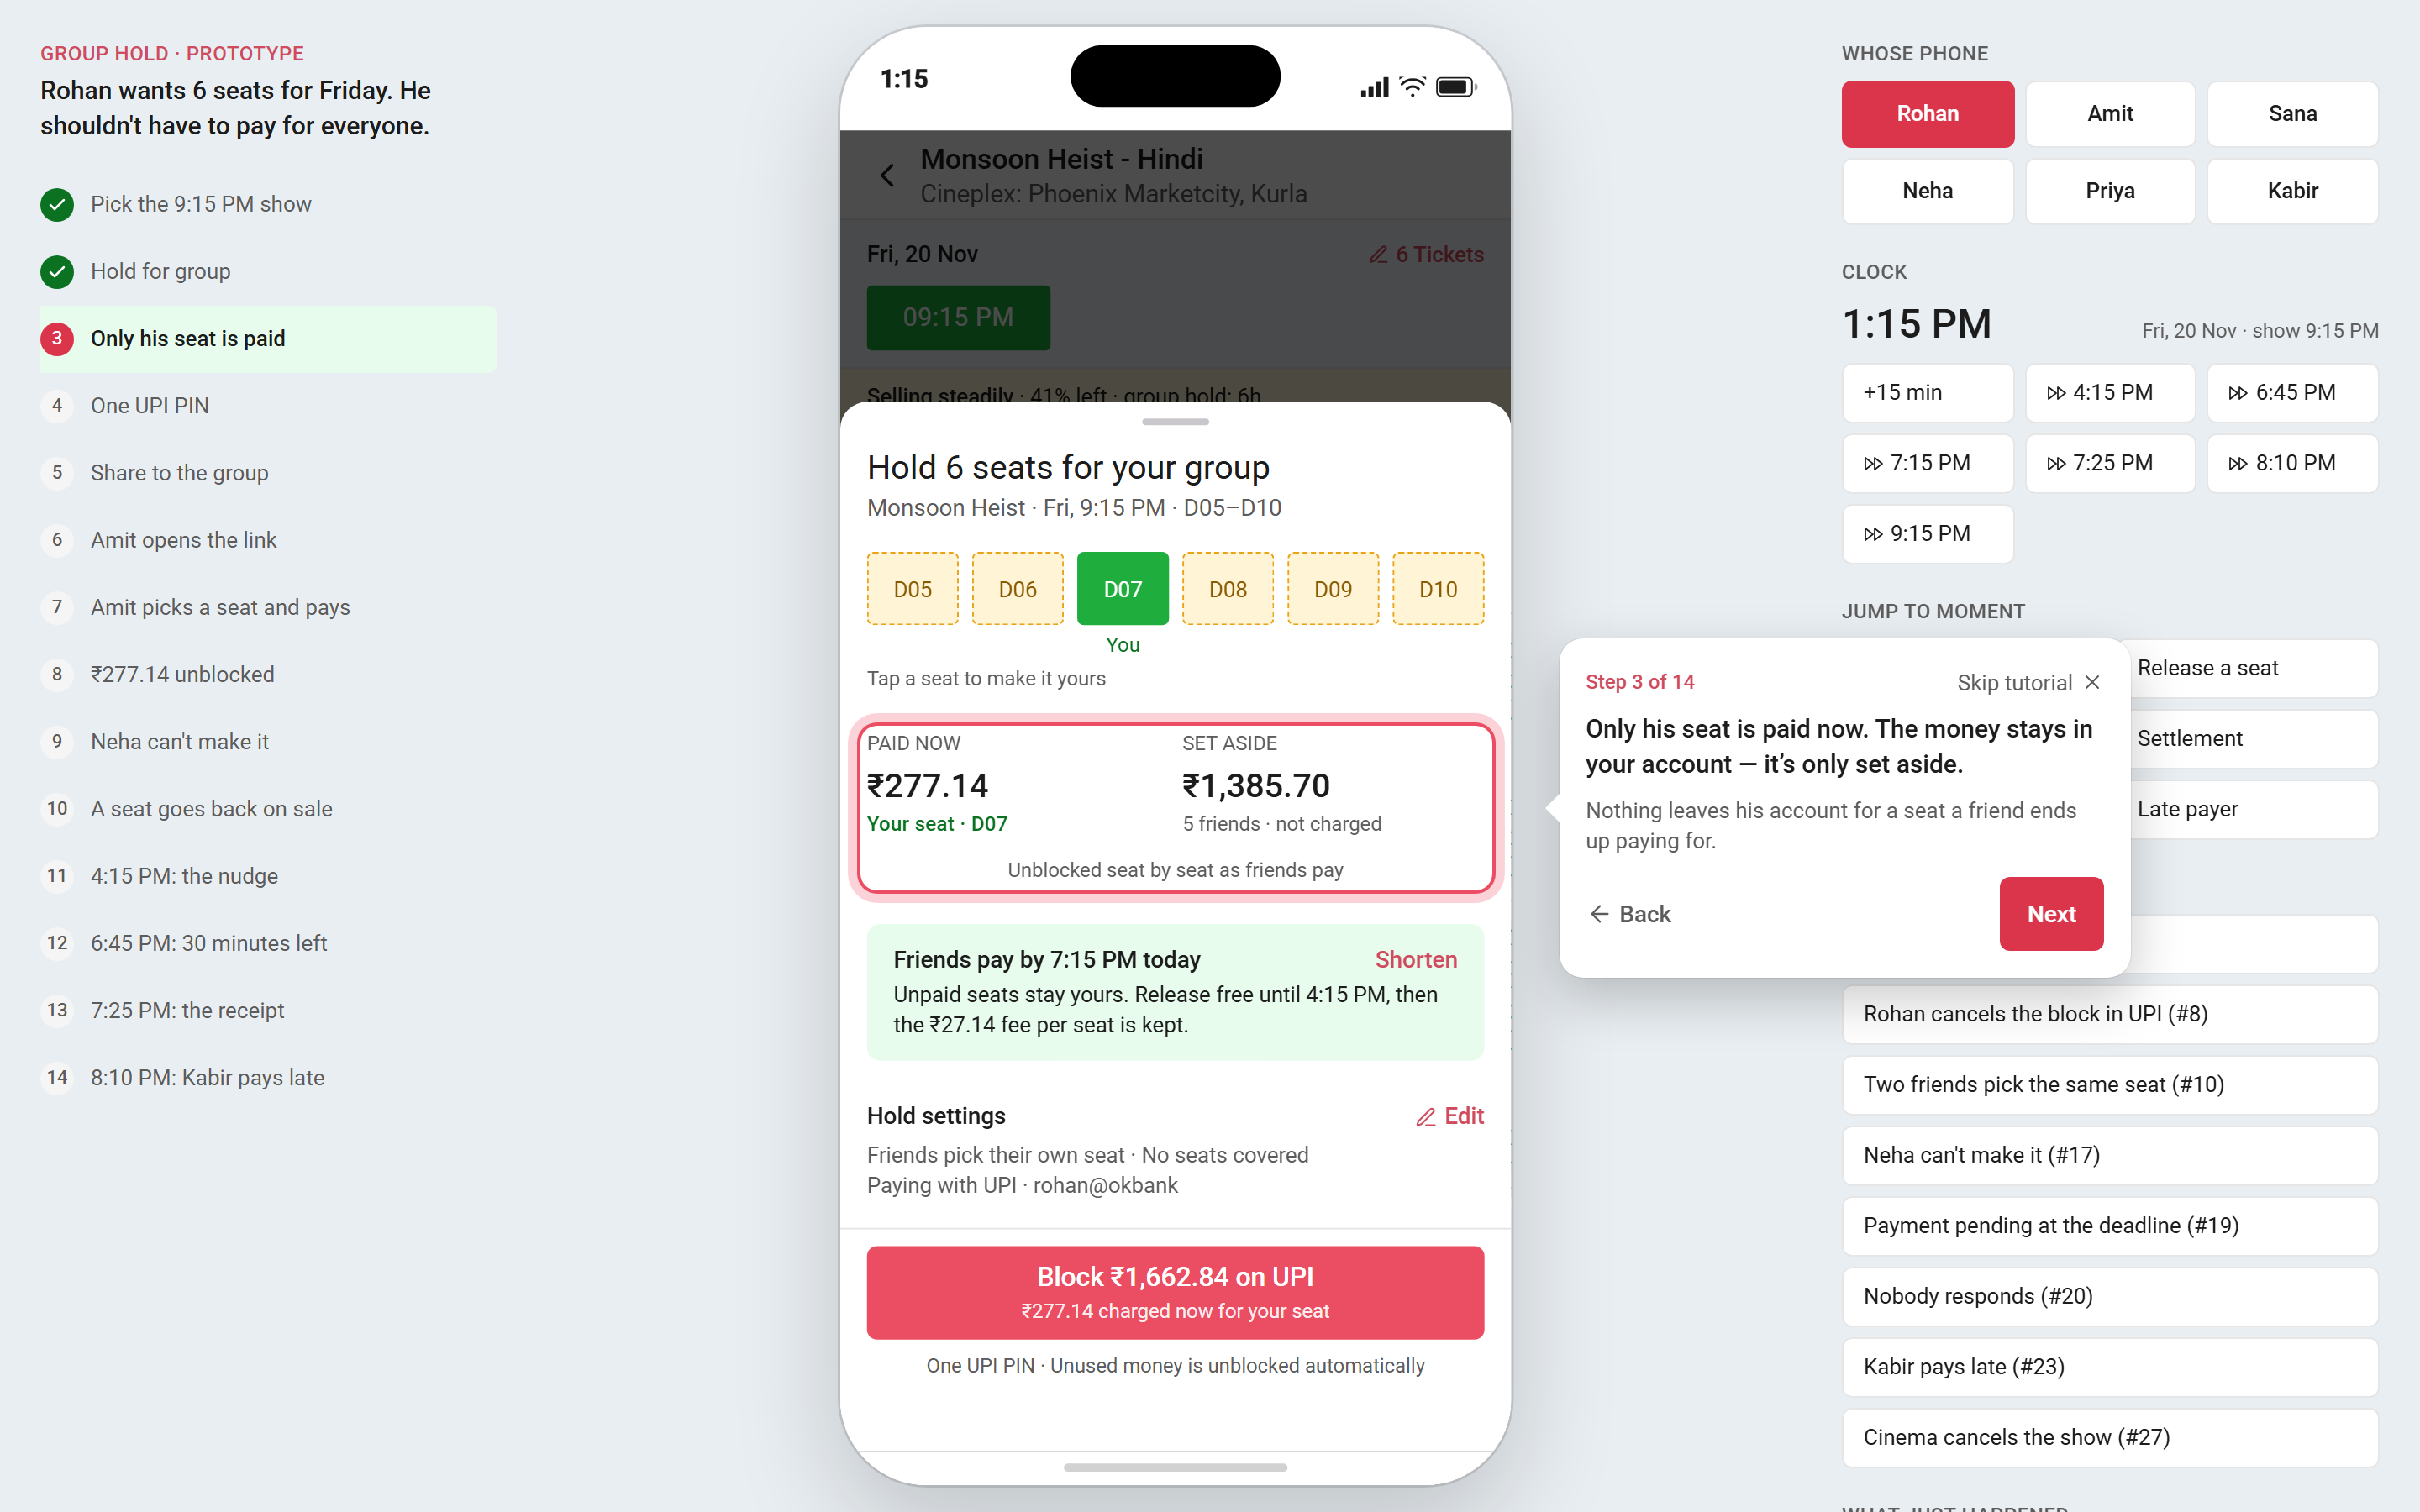 GROUP HOLD · PROTOTYPE
Rohan wants 6 seats for Friday. He
shouldn't have to pay for everyone.
Pick the 9:15 PM show
Hold for group
3 Only his seat is paid
4 One UPI PIN
5 Share to the group
6 Amit opens the link
7 Amit picks a seat and pays
8 ₹277.14 unblocked
9 Neha can't make it
10 A seat goes back on sale
11 4:15 PM: the nudge
12 6:45 PM: 30 minutes left
13 7:25 PM: the receipt
14 8:10 PM: Kabir pays late
1:15
Monsoon Heist - Hindi
Cineplex: Phoenix Marketcity, Kurla
Fri, 20 Nov
6 Tickets
09:15 PM
Selling steadily · 41% left · group hold: 6h
Hold 6 seats for your group
Monsoon Heist · Fri, 9:15 PM · D05–D10
D05 D06 D07 D08 D09 D10
You
Tap a seat to make it yours
PAID NOW SET ASIDE
₹277.14 ₹1,385.70
Your seat · D07 5 friends · not charged
Unblocked seat by seat as friends pay
Friends pay by 7:15 PM today Shorten
Unpaid seats stay yours. Release free until 4:15 PM, then
the ₹27.14 fee per seat is kept.
Hold settings Edit
Friends pick their own seat · No seats covered
Paying with UPI · rohan@okbank
Block ₹1,662.84 on UPI
₹277.14 charged now for your seat
One UPI PIN · Unused money is unblocked automatically
Step 3 of 14 Skip tutorial
Only his seat is paid now. The money stays in
your account — it’s only set aside.
Nothing leaves his account for a seat a friend ends
up paying for.
Back Next
WHOSE PHONE
Rohan Amit Sana
Neha Priya Kabir
CLOCK
1:15 PM Fri, 20 Nov · show 9:15 PM
+15 min 4:15 PM 6:45 PM
7:15 PM 7:25 PM 8:10 PM
9:15 PM
JUMP TO MOMENT
Release a seat
Settlement
Late payer
Rohan cancels the block in UPI (#8)
Two friends pick the same seat (#10)
Neha can't make it (#17)
Payment pending at the deadline (#19)
Nobody responds (#20)
Kabir pays late (#23)
Cinema cancels the show (#27)